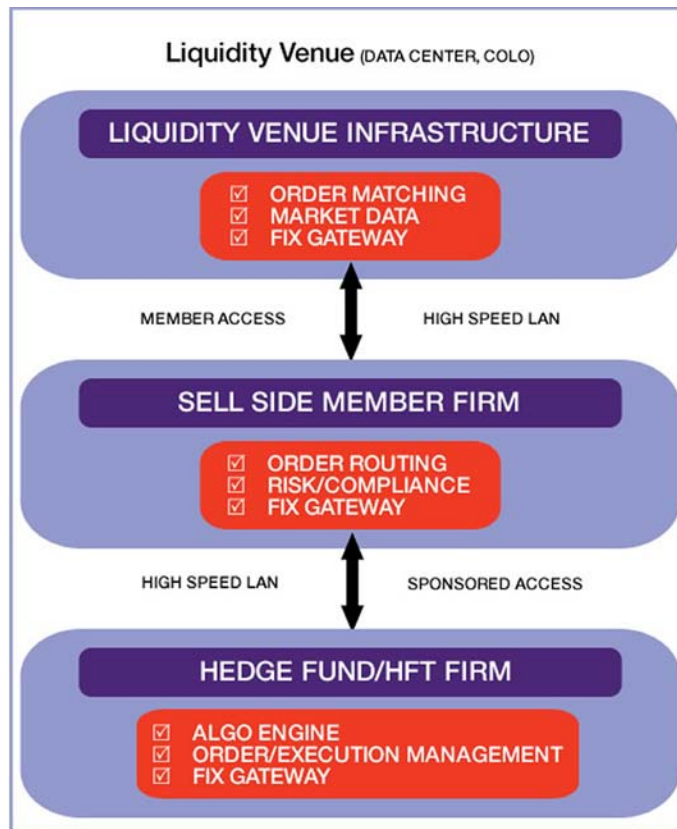 Liquidity Venue (DATA CENTER, COLO)
LIQUIDITY VENUE INFRASTRUCTURE
☑ ORDER MATCHING
☑ MARKET DATA
☑ FIX GATEWAY
MEMBER ACCESS HIGH SPEED LAN
SELL SIDE MEMBER FIRM
☑ ORDER ROUTING
☑ RISK/COMPLIANCE
☑ FIX GATEWAY
HIGH SPEED LAN SPONSORED ACCESS
HEDGE FUND/HFT FIRM
☑ ALGO ENGINE
☑ ORDER/EXECUTION MANAGEMENT
☑ FIX GATEWAY